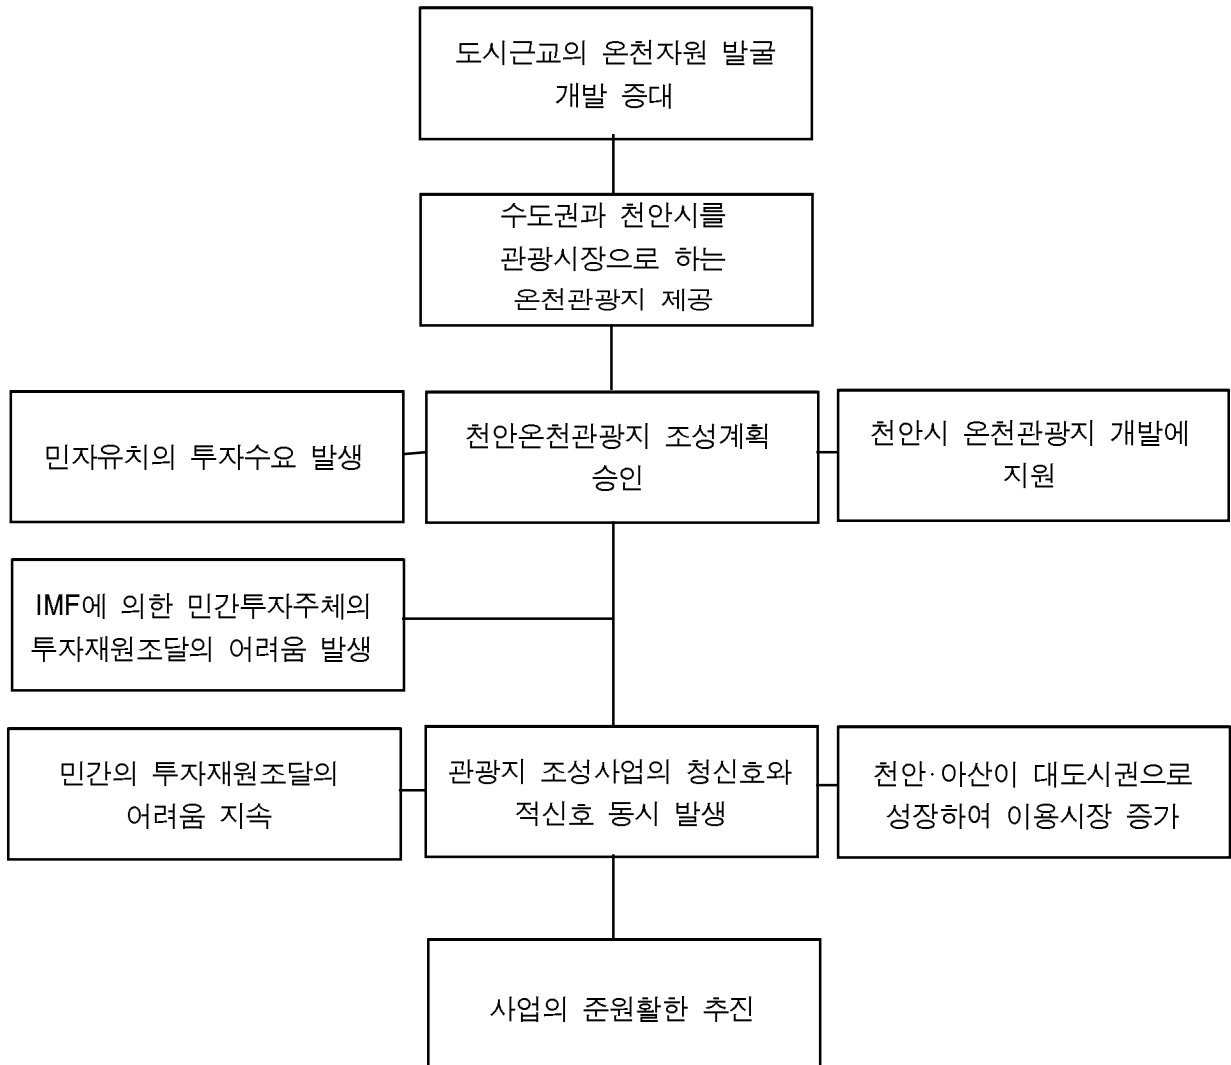 도시근교의 온천자원 발굴
개발 증대
수도권과 천안시를
관광시장으로 하는
온천관광지 제공
민자유치의 투자수요 발생
천안온천관광지 조성계획
승인
천안시 온천관광지 개발에
지원
IMF에 의한 민간투자주체의
투자재원조달의 어려움 발생
민간의 투자재원조달의
어려움 지속
관광지 조성사업의 청신호와
적신호 동시 발생
천안·아산이 대도시권으로
성장하여 이용시장 증가
사업의 준원활한 추진